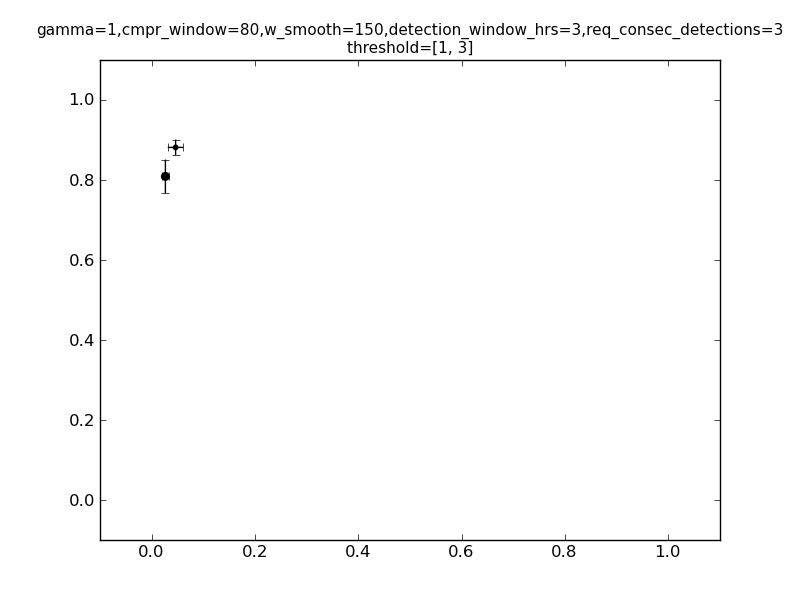 gamma=1,cmpr_window=80,w_smooth=150,detection_window_hrs=3,req_consec_detections=3
threshold=[1, 3]
1.0
0.8
0.6
0.4
0.2
0.0
0.0 0.2 0.4 0.6 0.8 1.0